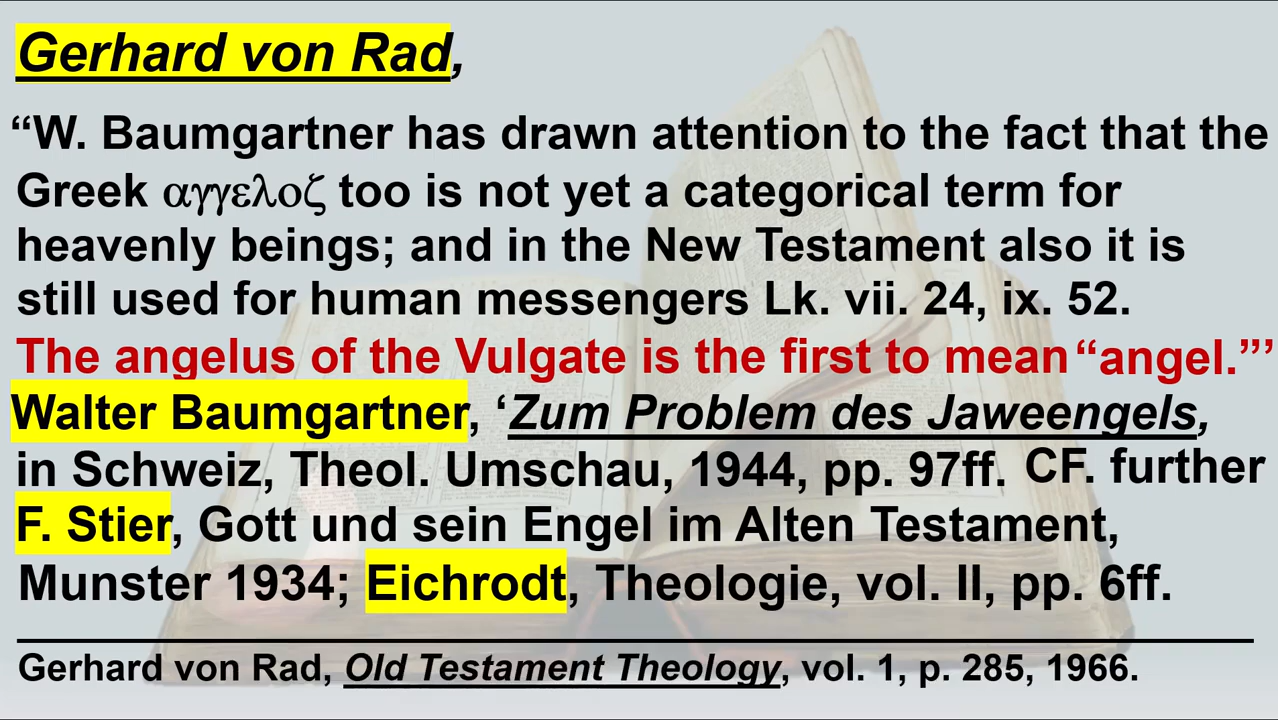 Gerhard von Rad,
“W. Baumgartner has drawn attention to the fact that the
Greek αγγελοζ too is not yet a categorical term for
heavenly beings; and in the New Testament also it is
still used for human messengers Lk. vii. 24, ix. 52.
The angelus of the Vulgate is the first to mean “angel.”’
Walter Baumgartner, ‘Zum Problem des Jaweengels,
in Schweiz, Theol. Umschau, 1944, pp. 97ff. CF. further
F. Stier, Gott und sein Engel im Alten Testament,
Munster 1934; Eichrodt, Theologie, vol. II, pp. 6ff.
Gerhard von Rad, Old Testament Theology, vol. 1, p. 285, 1966.